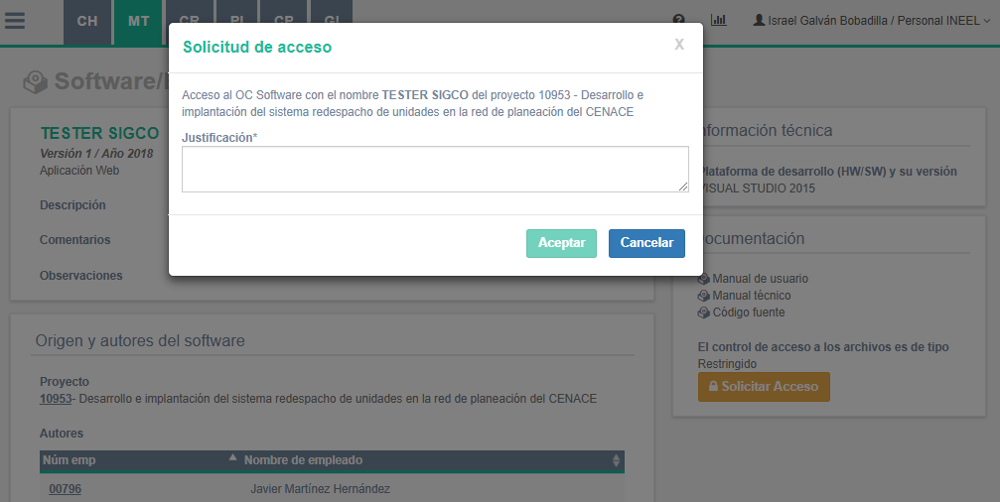 CH MT CR PI CP GI
Israel Galván Bobadilla / Personal INEEL
Solicitud de acceso
X
Acceso al OC Software con el nombre TESTER SIGCO del proyecto 10953 - Desarrollo e
implantación del sistema redespacho de unidades en la red de planeación del CENACE
Justificación*
Aceptar Cancelar
Software/
TESTER SIGCO
Versión 1 / Año 2018
Aplicación Web
Descripción
Comentarios
Observaciones
Origen y autores del software
Proyecto
10953- Desarrollo e implantación del sistema redespacho de unidades en la red de planeación del CENACE
Autores
Núm emp Nombre de empleado
00796 Javier Martínez Hernández
nformación técnica
Plataforma de desarrollo (HW/SW) y su versión
VISUAL STUDIO 2015
ocumentación
Manual de usuario
Manual técnico
Código fuente
El control de acceso a los archivos es de tipo
Restringido
Solicitar Acceso